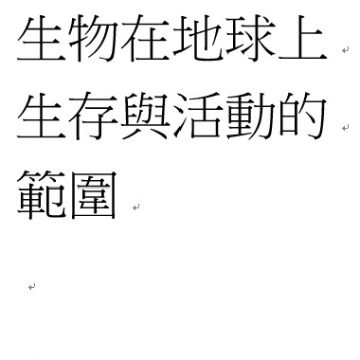 生物在地球上
生存與活動的
範圍